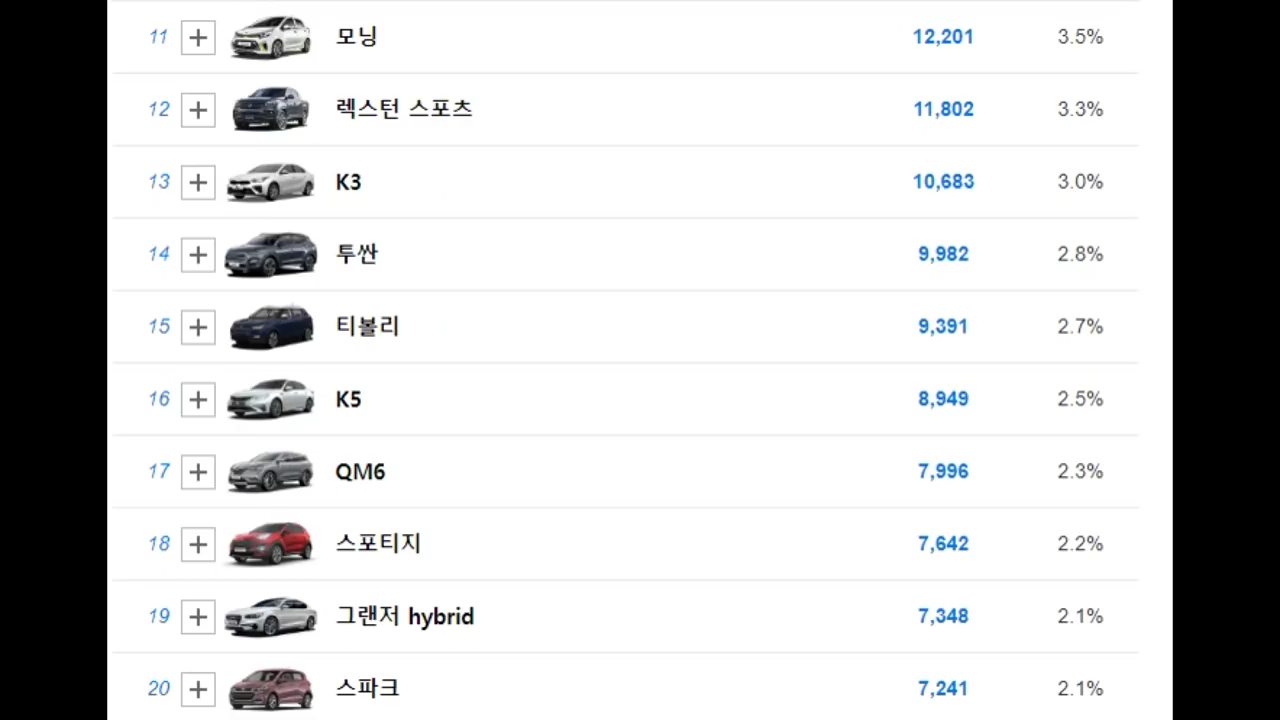 11 모닝 12,201 3.5%
12 렉스턴 스포츠 11,802 3.3%
13 K3 10,683 3.0%
14 투싼 9,982 2.8%
15 티볼리 9,391 2.7%
16 K5 8,949 2.5%
17 QM6 7,996 2.3%
18 스포티지 7,642 2.2%
19 그랜저 hybrid 7,348 2.1%
20 스파크 7,241 2.1%